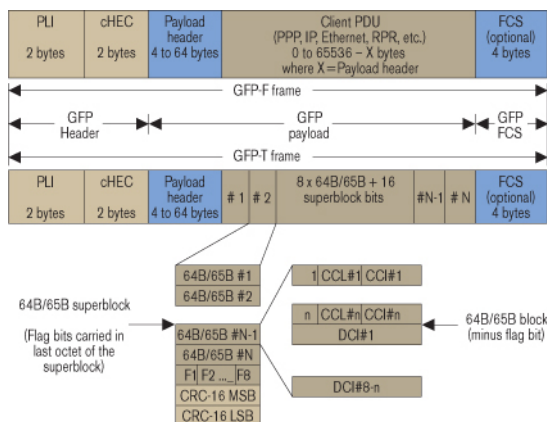 PLI
2 bytes
cHEC
2 bytes
Payload
header
4 to 64 bytes
Client PDU
(PPP, IP, Ethernet, RPR, etc.)
0 to 65536 – X bytes
where X=Payload header
FCS
(optional)
4 bytes
GFP-F frame
GFP
Header
GFP
payload
GFP
FCS
GFP-T frame
PLI
2 bytes
cHEC
2 bytes
Payload
header
4 to 64 bytes
# 1
# 2
8 x 64B/65B + 16
superblock bits
#N-1
# N
FCS
(optional)
4 bytes
64B/65B #1
64B/65B #2
64B/65B superblock
(Flag bits carried in
last octet of the
superblock)
64B/65B #N-1
64B/65B #N
F1 F2 ... F8
CRC-16 MSB
CRC-16 LSB
1 CCL#1 CCI#1
n CCL#n CCI#n
DCI#1
DCI#8-n
64B/65B block
(minus flag bit)